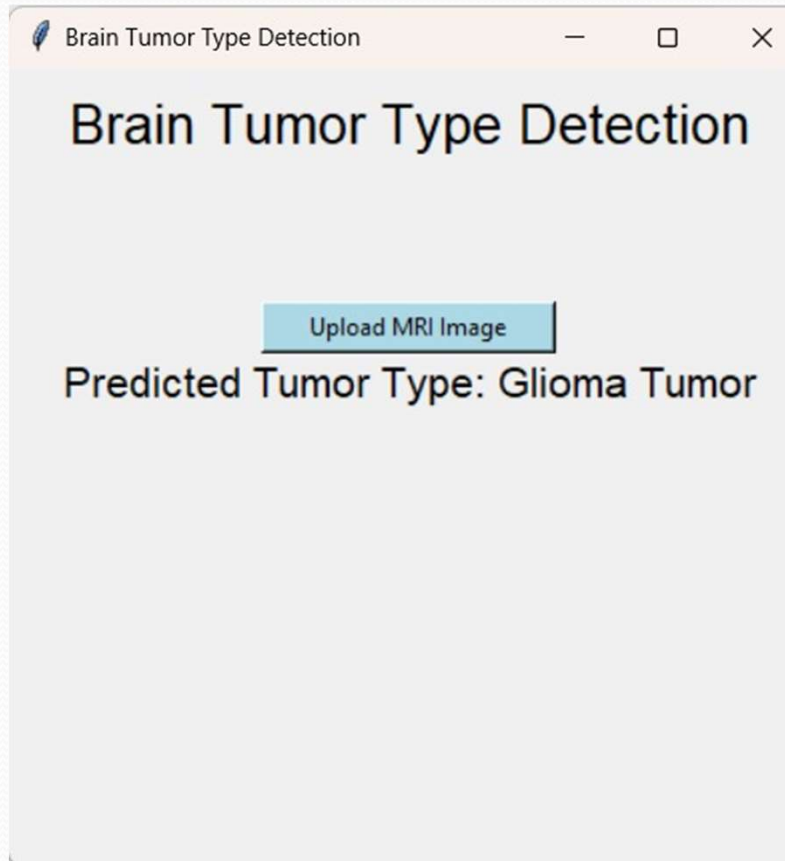 Brain Tumor Type Detection
Brain Tumor Type Detection
Upload MRI Image
Predicted Tumor Type: Glioma Tumor